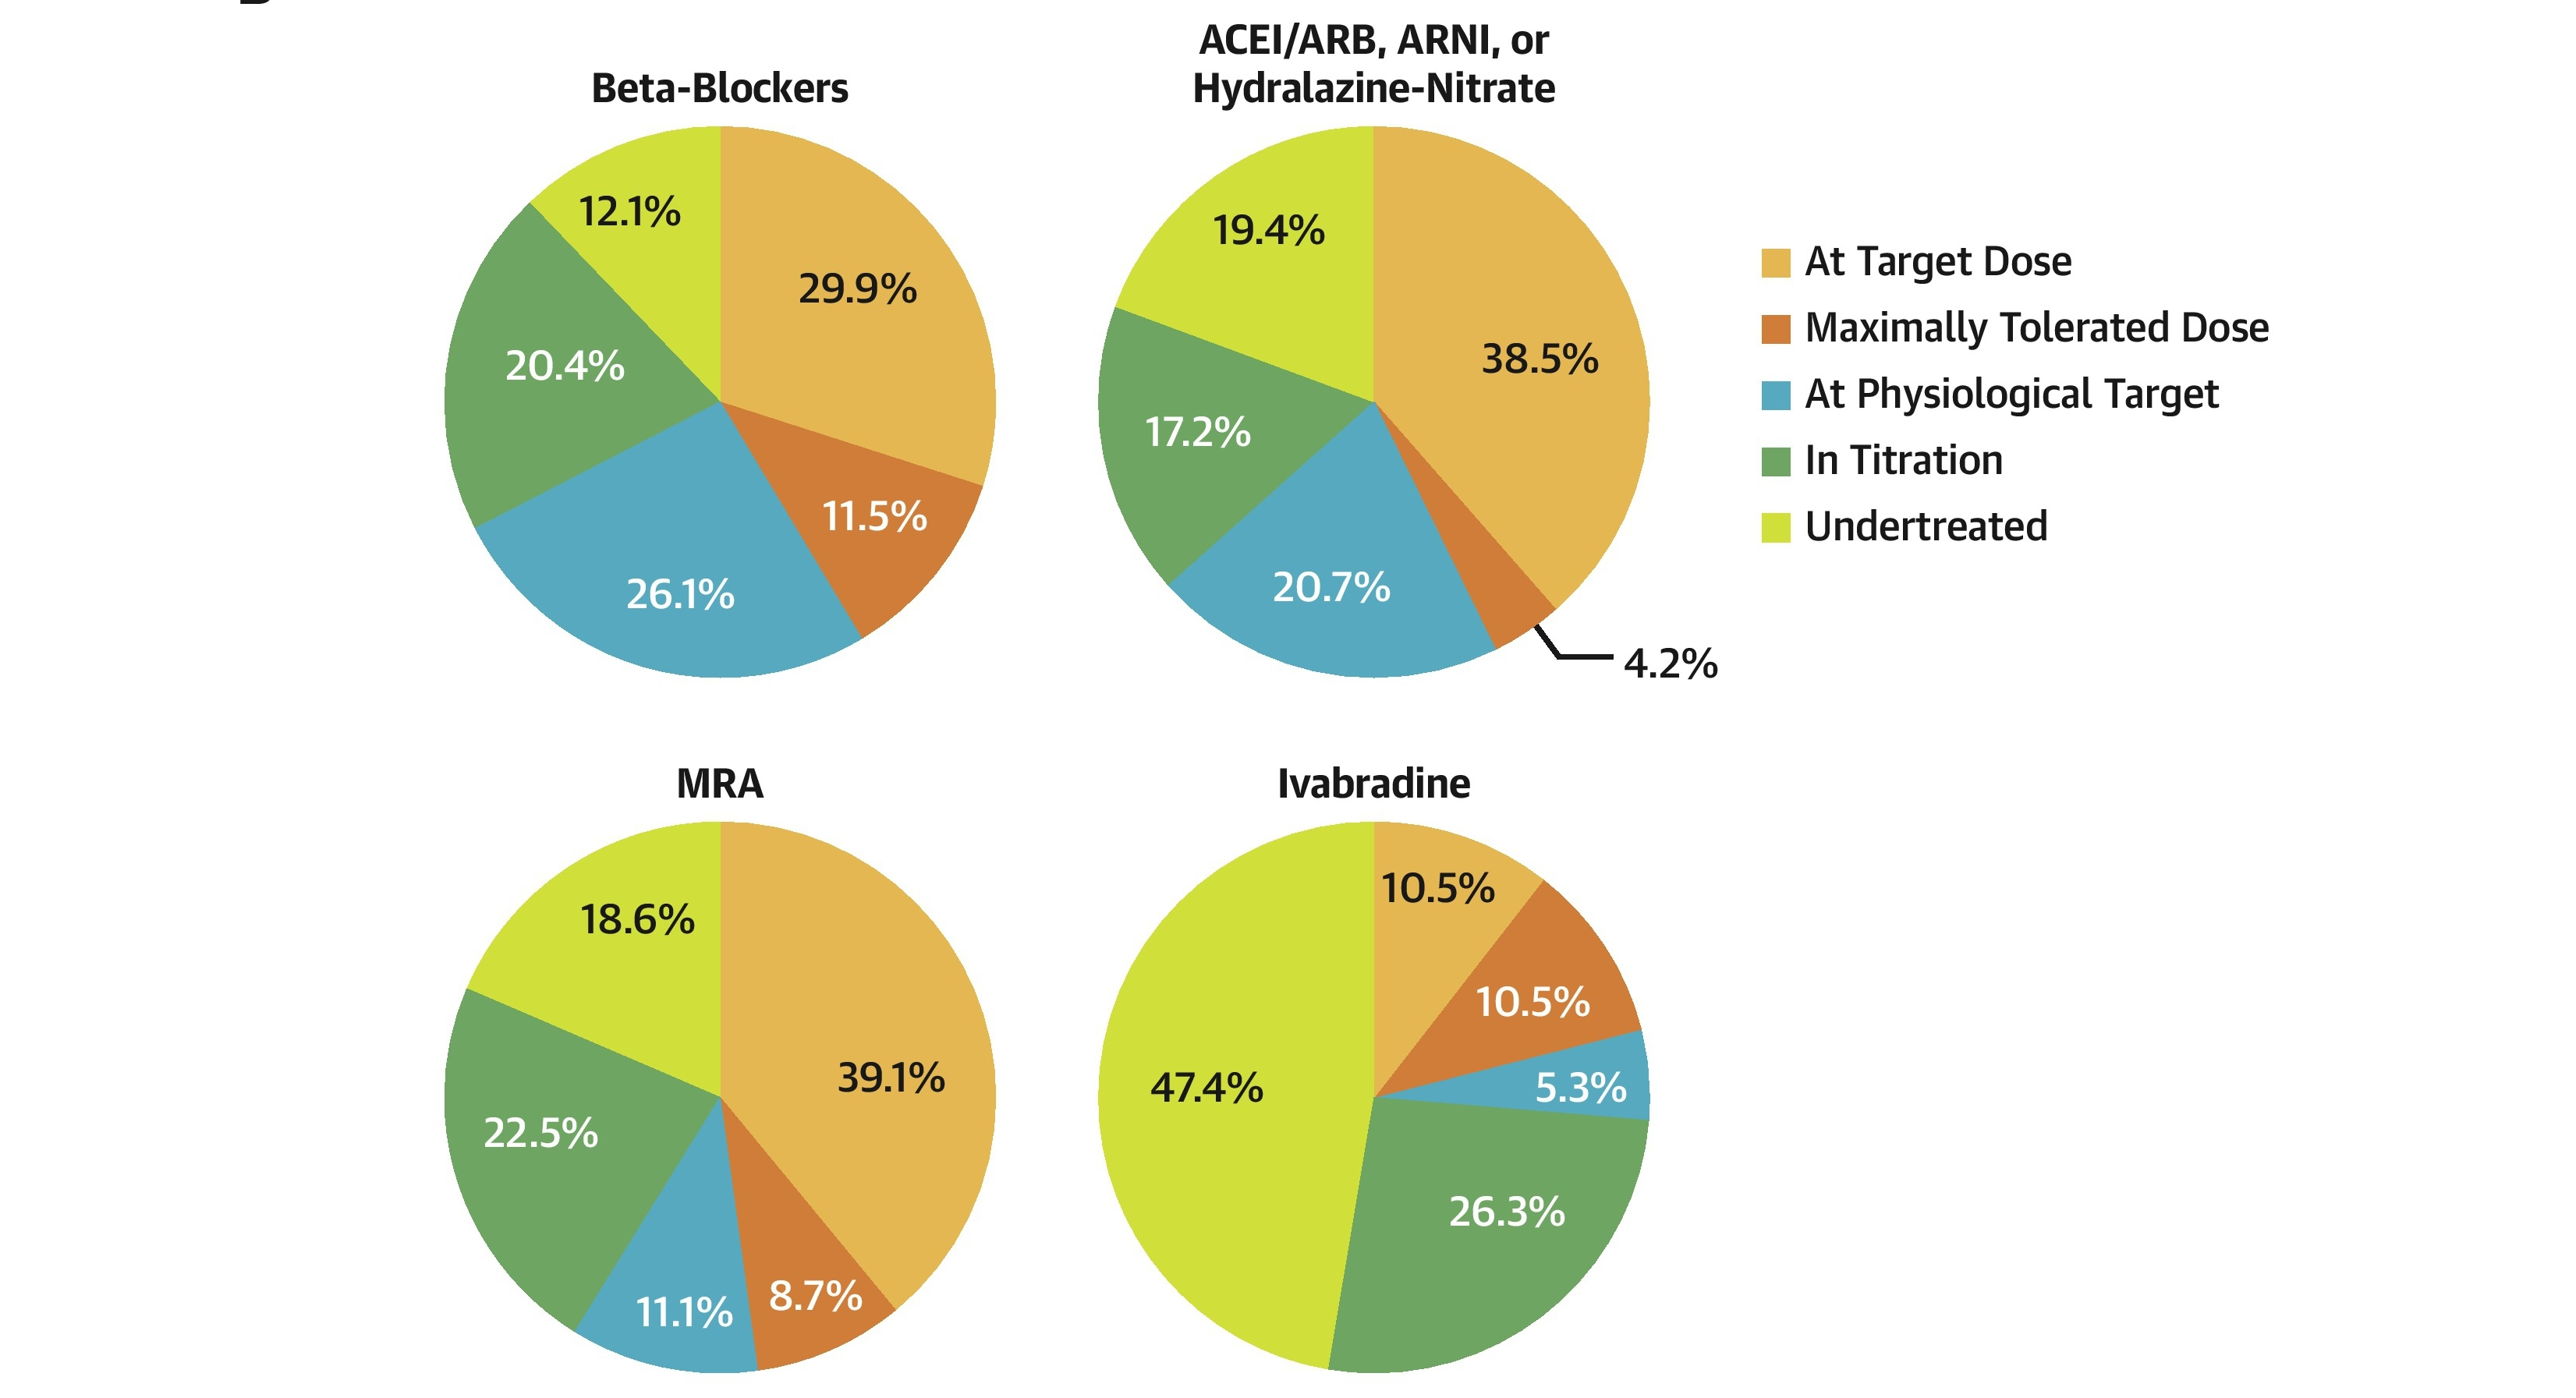 Beta-Blockers
12.1%
29.9%
20.4%
11.5%
26.1%
ACEI/ARB, ARNI, or
Hydralazine-Nitrate
19.4%
38.5%
17.2%
20.7%
4.2%
At Target Dose
Maximally Tolerated Dose
At Physiological Target
In Titration
Undertreated
MRA
18.6%
39.1%
22.5%
8.7%
11.1%
Ivabradine
10.5%
10.5%
47.4%
5.3%
26.3%